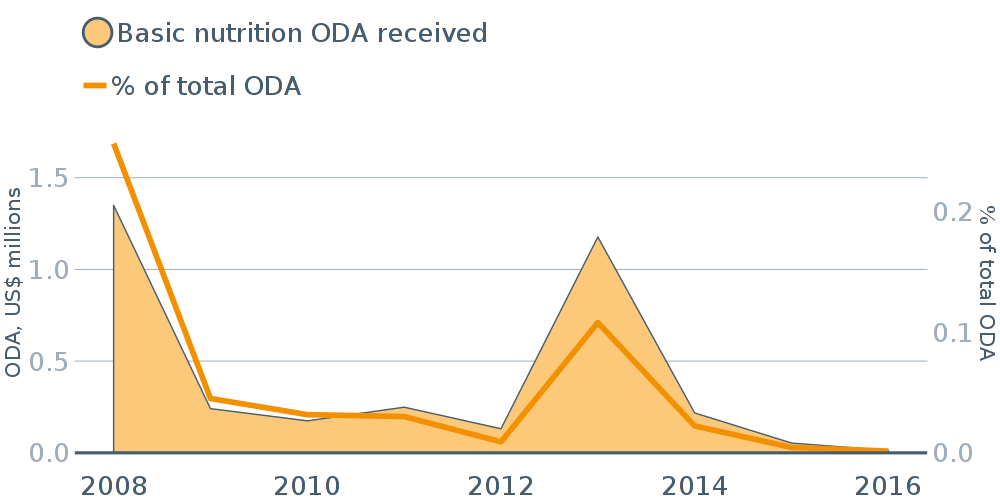 Basic nutrition ODA received
% of total ODA
ODA, US$ millions
1.5
1.0
0.5
0.0
0.2
0.1
0.0
% of total ODA
2008 2010 2012 2014 2016